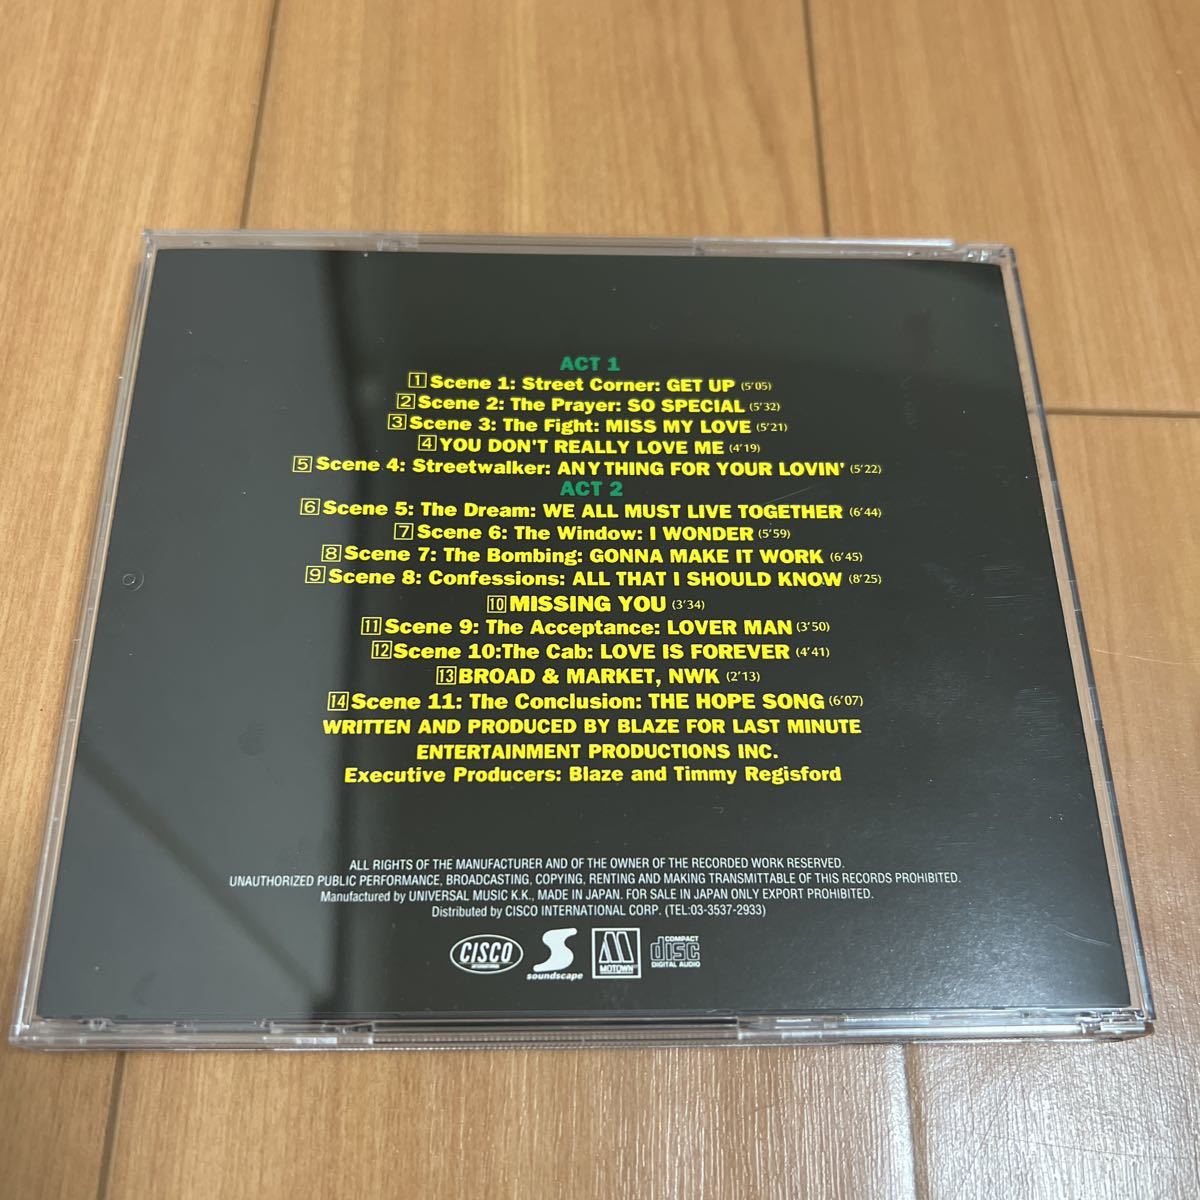 ACT 1
1 Scene 1: Street Corner: GET UP (5'05)
2 Scene 2: The Prayer: SO SPECIAL (5'32)
3 Scene 3: The Fight: MISS MY LOVE (5'21)
4 YOU DON'T REALLY LOVE ME (4'19)
5 Scene 4: Streetwalker: ANY THING FOR YOUR LOVIN' (5'22)
ACT 2
6 Scene 5: The Dream: WE ALL MUST LIVE TOGETHER (6'44)
7 Scene 6: The Window: I WONDER (5'59)
8 Scene 7: The Bombing: GONNA MAKE IT WORK (6'45)
9 Scene 8: Confessions: ALL THAT I SHOULD KNOW (8'25)
10 MISSING YOU (3'34)
11 Scene 9: The Acceptance: LOVER MAN (3'50)
12 Scene 10:The Cab: LOVE IS FOREVER (4'41)
13 BROAD & MARKET, NWK (2'13)
14 Scene 11: The Conclusion: THE HOPE SONG (6'07)
WRITTEN AND PRODUCED BY BLAZE FOR LAST MINUTE
ENTERTAINMENT PRODUCTIONS INC.
Executive Producers: Blaze and Timmy Regisford
ALL RIGHTS OF THE MANUFACTURER AND OF THE OWNER OF THE RECORDED WORK RESERVED.
UNAUTHORIZED PUBLIC PERFORMANCE, BROADCASTING, COPYING, RENTING AND MAKING TRANSMITTABLE OF THIS RECORDS PROHIBITED.
Manufactured by UNIVERSAL MUSIC K.K., MADE IN JAPAN. FOR SALE IN JAPAN ONLY EXPORT PROHIBITED.
Distributed by CISCO INTERNATIONAL CORP. (TEL:03-3537-2933)
CISCO INTERNATIONAL
soundscape
M MOTOWN
COMPACT disc DIGITAL AUDIO